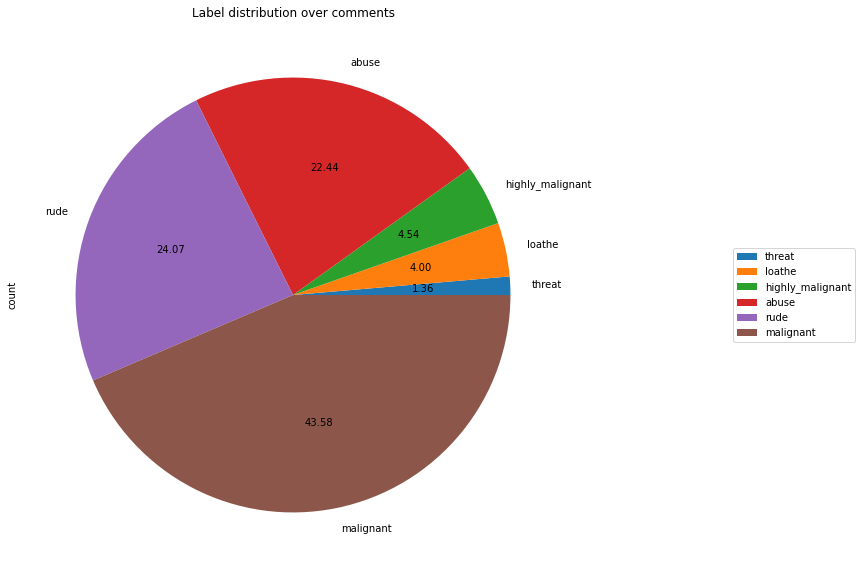 Label distribution over comments
abuse
22.44
highly_malignant
rude
4.54
24.07
loathe
4.00
threat
1.36
count
43.58
malignant
threat
loathe
highly_malignant
abuse
rude
malignant